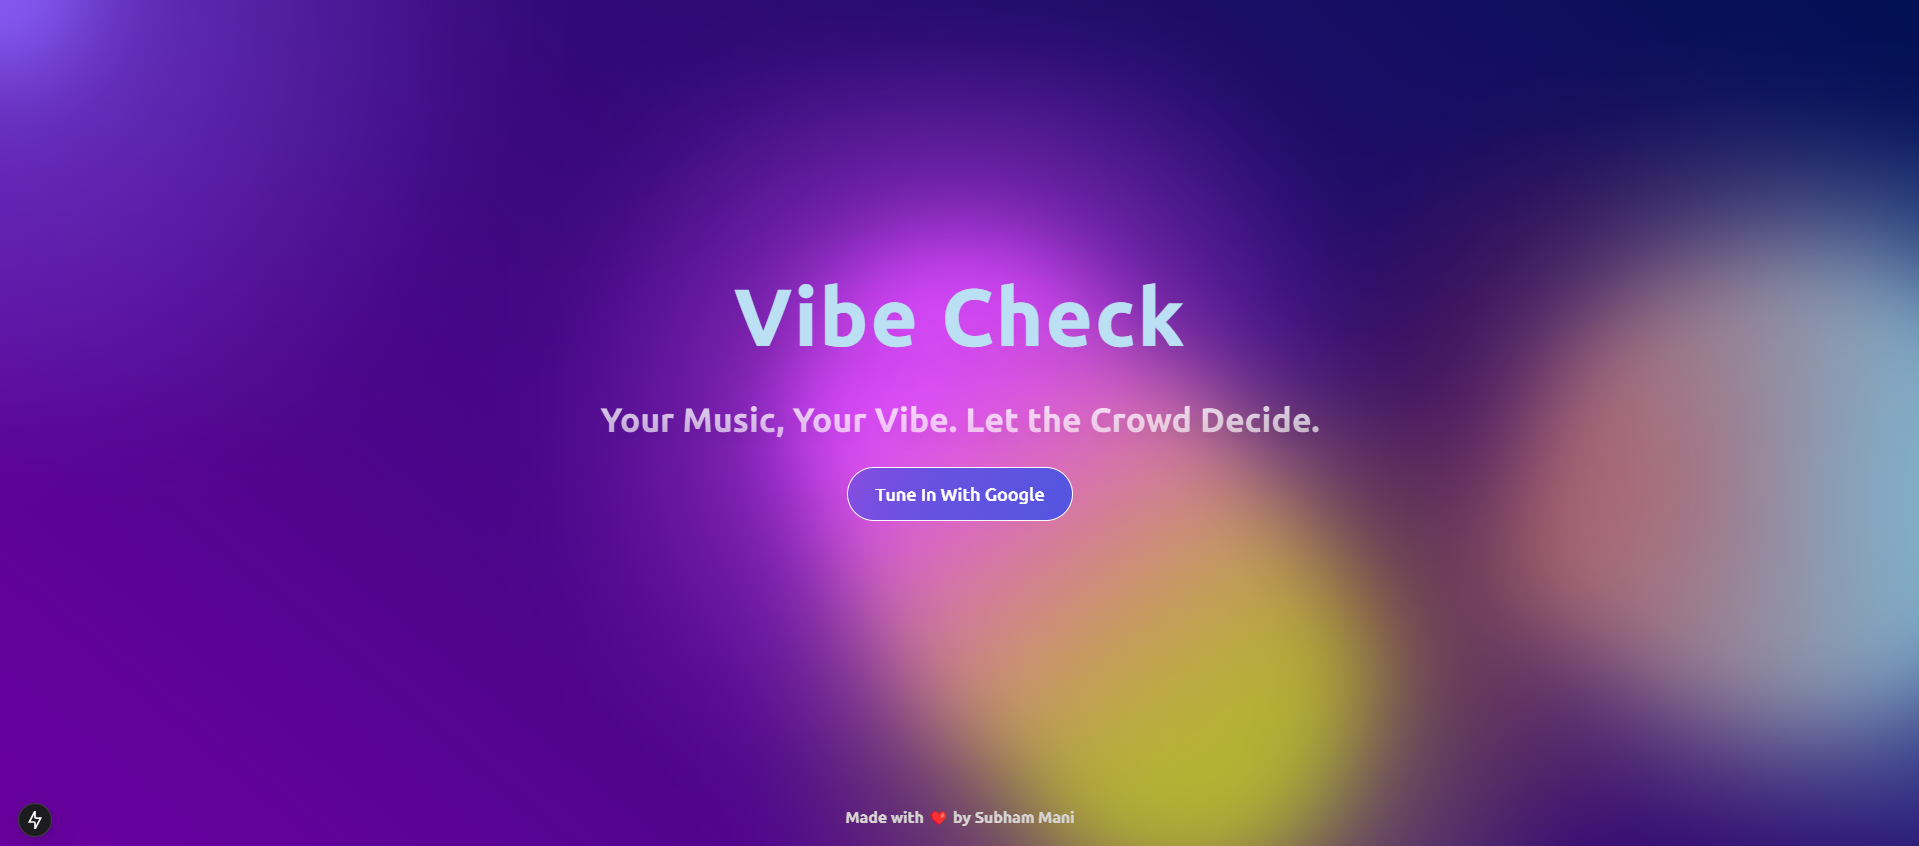 Vibe Check
Your Music, Your Vibe. Let the Crowd Decide.
Tune In With Google
Made with ❤️ by Subham Mani